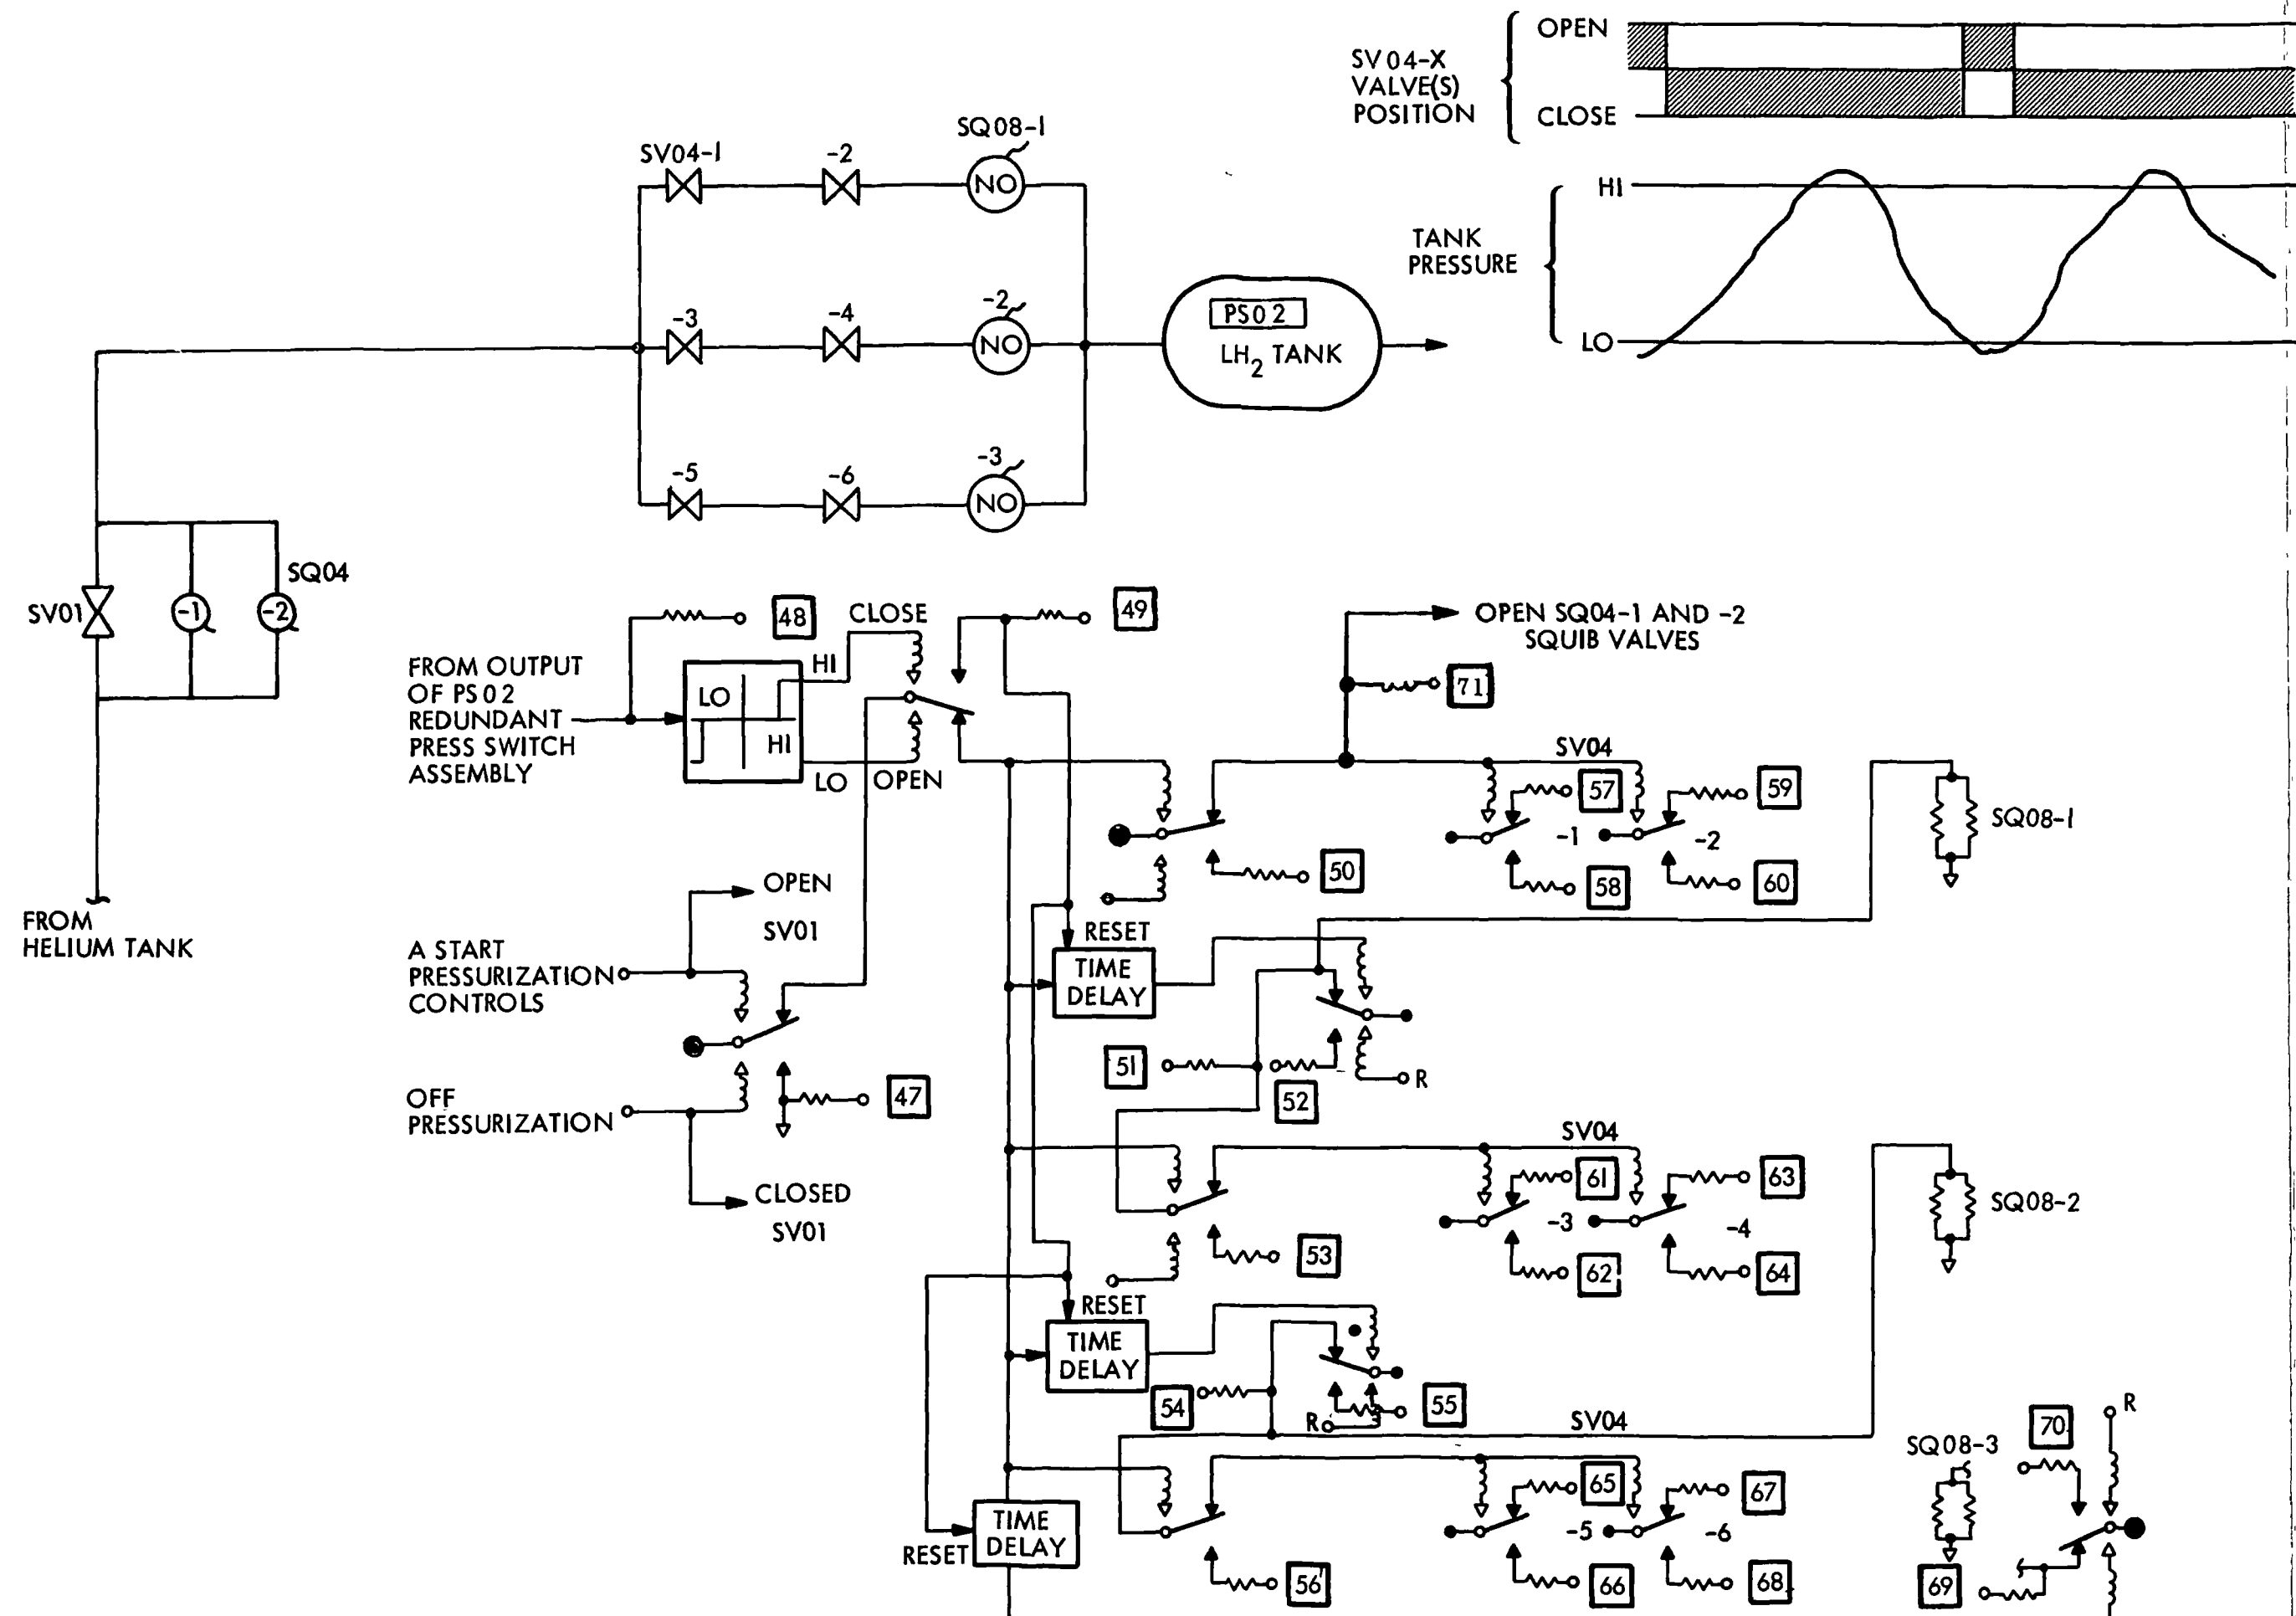 OPEN
SV04-X
VALVE(S)
POSITION
CLOSE
SQ08-1
SV04-1
-2
NO
HI
TANK
PRESSURE
LO
-3
-4
-2
NO
PS02
LH2 TANK
-5
-6
-3
NO
SQ04
SV01
-1
-2
FROM
HELIUM TANK
48
CLOSE
49
OPEN SQ04-1 AND -2
SQUIB VALVES
FROM OUTPUT
OF PS02
REDUNDANT
PRESS SWITCH
ASSEMBLY
LO
HI
HI
LO
OPEN
71
SV04
57
59
-1
-2
SQ08-1
50
58
60
OPEN
SV01
A START
PRESSURIZATION
CONTROLS
RESET
TIME
DELAY
51
52
R
OFF
PRESSURIZATION
47
CLOSED
SV01
SV04
61
63
-3
-4
SQ08-2
53
62
64
RESET
TIME
DELAY
54
R
55
SV04
SQ08-3
70
R
65
67
-5
-6
TIME
DELAY
RESET
56
66
68
69